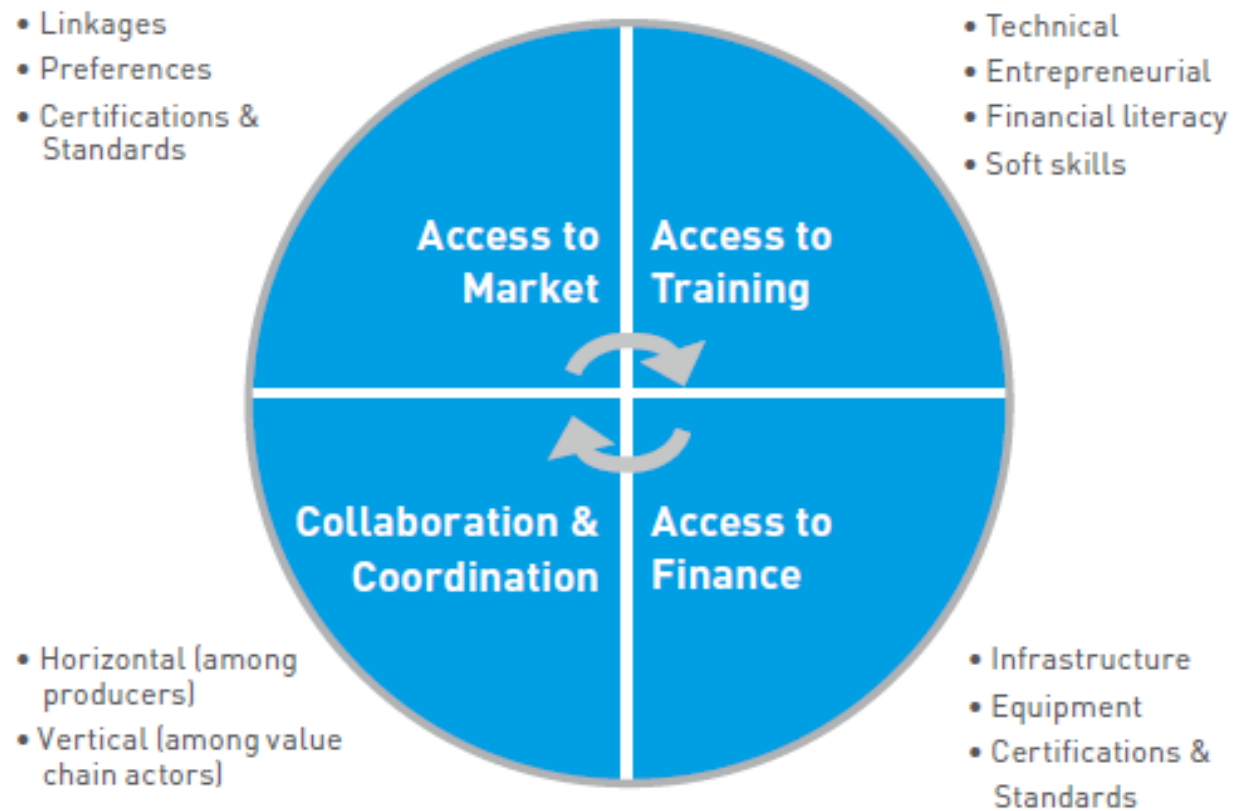 • Linkages
• Preferences
• Certifications &
Standards
• Technical
• Entrepreneurial
• Financial literacy
• Soft skills
Access to
Market
Access to
Training
Collaboration &
Coordination
Access to
Finance
• Horizontal (among
producers)
• Vertical (among value
chain actors)
• Infrastructure
• Equipment
• Certifications &
Standards